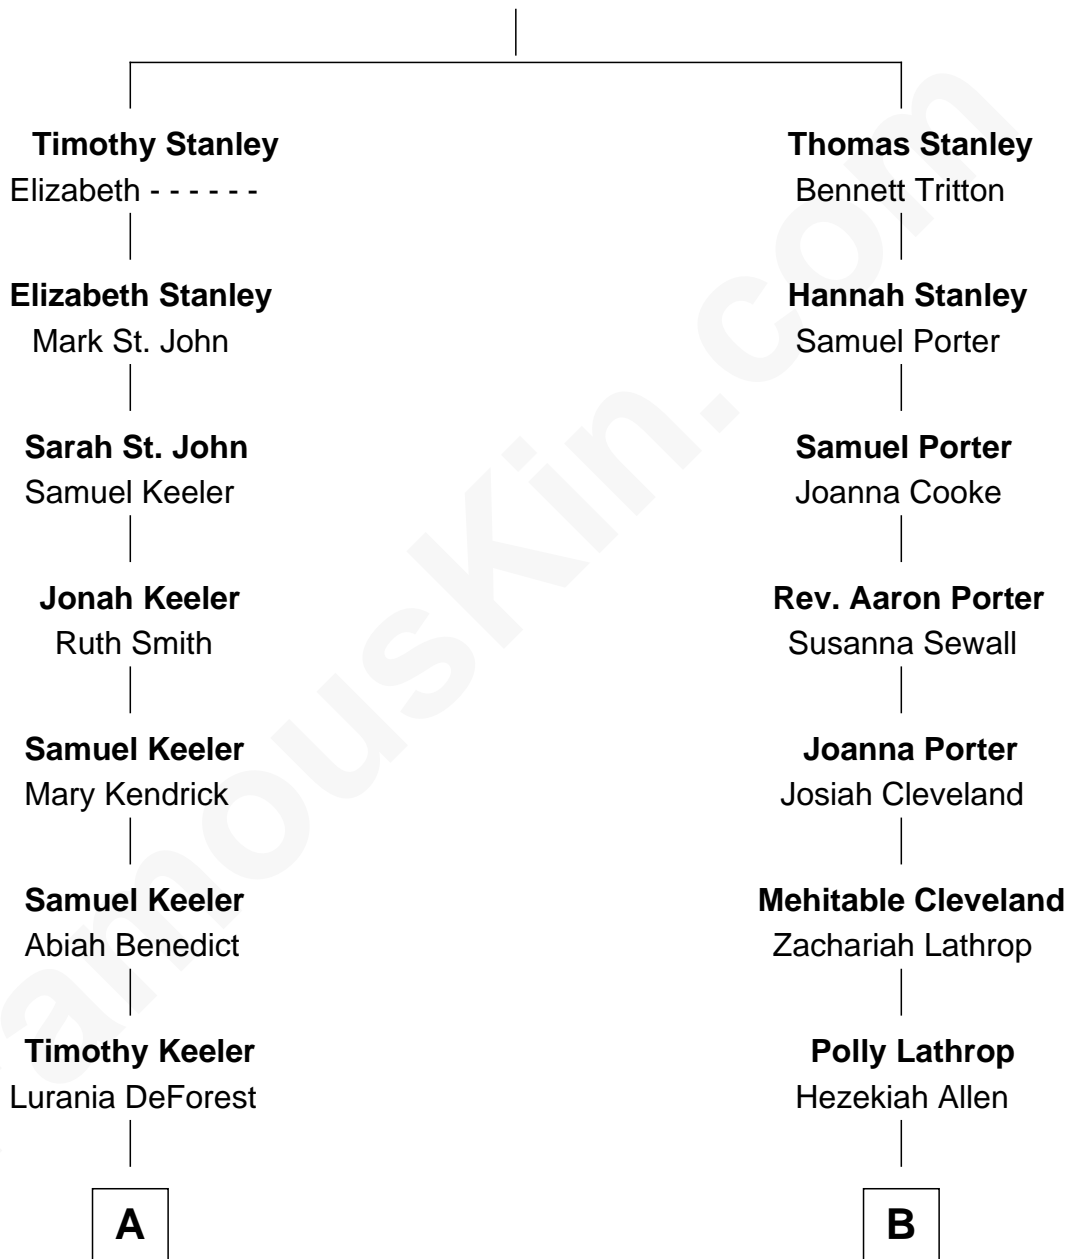 Timothy Stanley
Elizabeth - - - - - -
Thomas Stanley
Bennett Tritton
Elizabeth Stanley
Mark St. John
Hannah Stanley
Samuel Porter
Sarah St. John
Samuel Keeler
Samuel Porter
Joanna Cooke
Jonah Keeler
Ruth Smith
Rev. Aaron Porter
Susanna Sewall
Samuel Keeler
Mary Kendrick
Joanna Porter
Josiah Cleveland
Samuel Keeler
Abiah Benedict
Mehitable Cleveland
Zachariah Lathrop
Timothy Keeler
Lurania DeForest
Polly Lathrop
Hezekiah Allen
A
B
amousKin.com